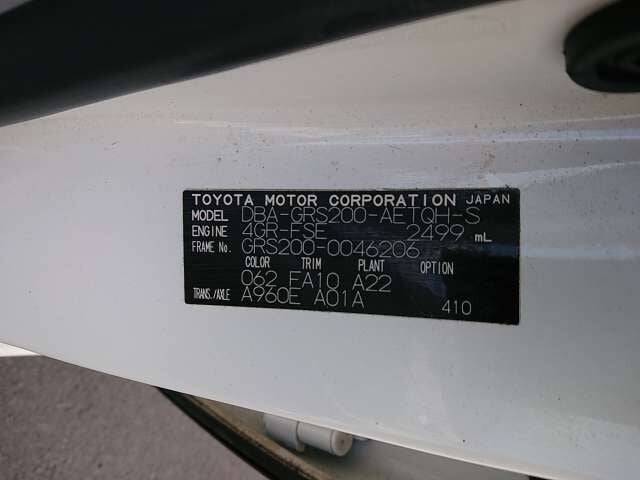 TOYOTA MOTOR CORPORATION JAPAN
MODEL DBA-GRS200-AETQH-S
ENGINE 4GR-FSE 2499 mL
FRAME No. GRS200-0046206
COLOR TRIM PLANT OPTION
062 FA10 A22
TRANS./AXLE A960E A01A
410